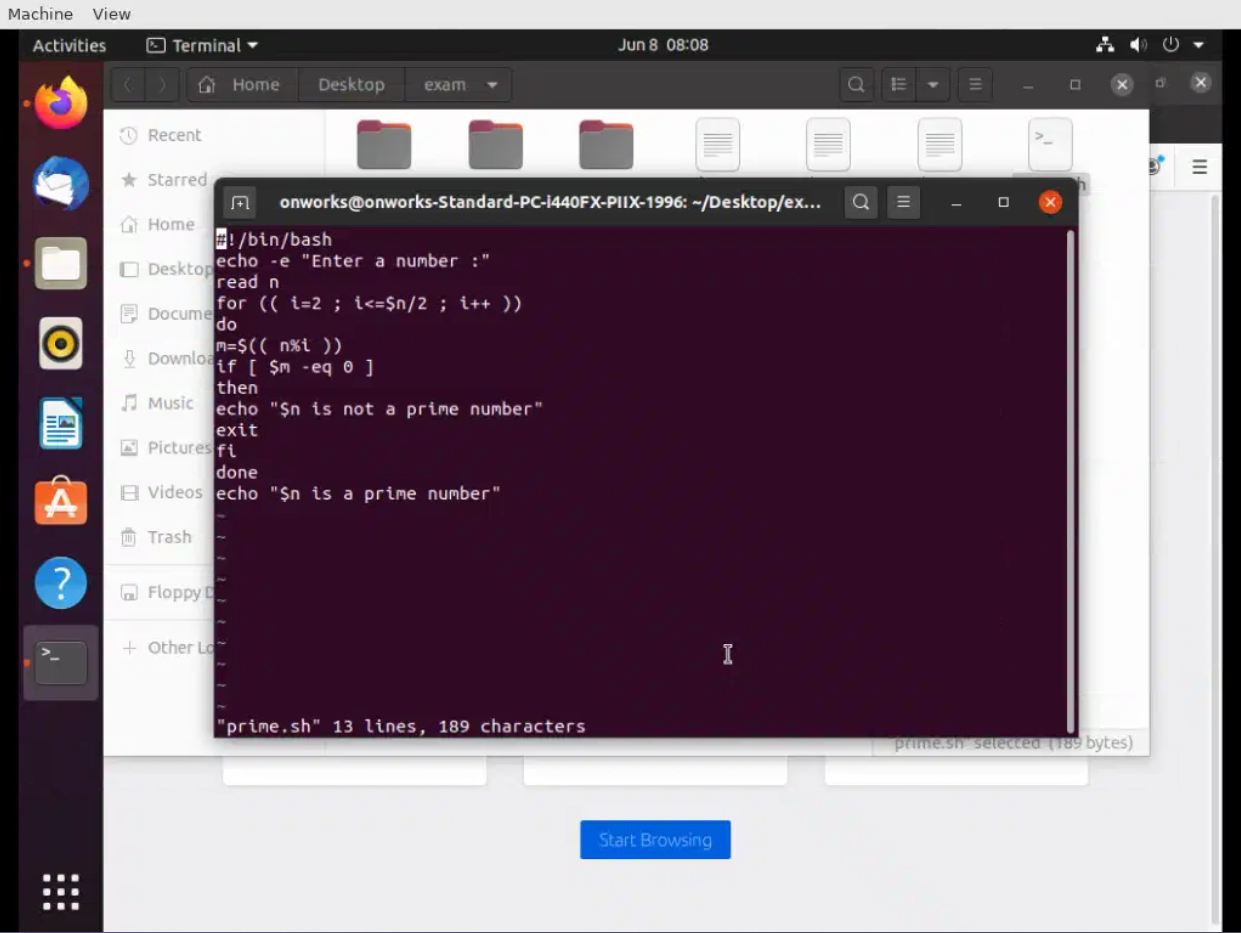 Machine View
Activities Terminal Jun 8 08:08
Home Desktop exam
Recent
Starred
Home
Desktop
Docume
Downloa
Music
Pictures
Videos
Trash
Floppy D
Other Lo
onworks@onworks-Standard-PC-i440FX-PIIX-1996: ~/Desktop/ex...
#!/bin/bash
echo -e "Enter a number :"
read n
for (( i=2 ; i<=$n/2 ; i++ ))
do
m=$(( n%i ))
if [ $m -eq 0 ]
then
echo "$n is not a prime number"
exit
fi
done
echo "$n is a prime number"
~
~
~
~
~
~
~
~
~
~
"prime.sh" 13 lines, 189 characters
"prime.sh" selected (189 bytes)
Start Browsing